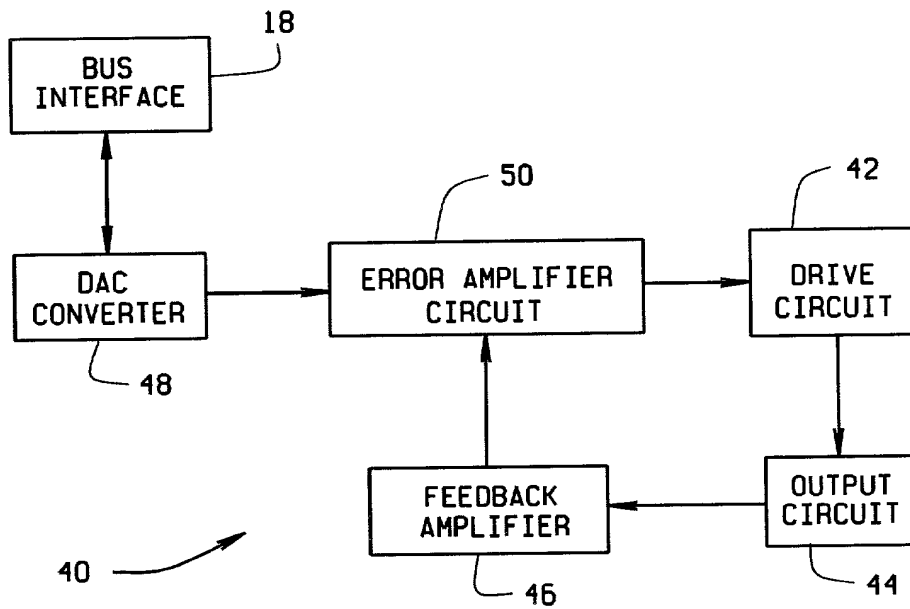 18
BUS
INTERFACE
50
42
DAC
CONVERTER
ERROR AMPLIFIER
CIRCUIT
DRIVE
CIRCUIT
48
FEEDBACK
AMPLIFIER
OUTPUT
CIRCUIT
40
46
44